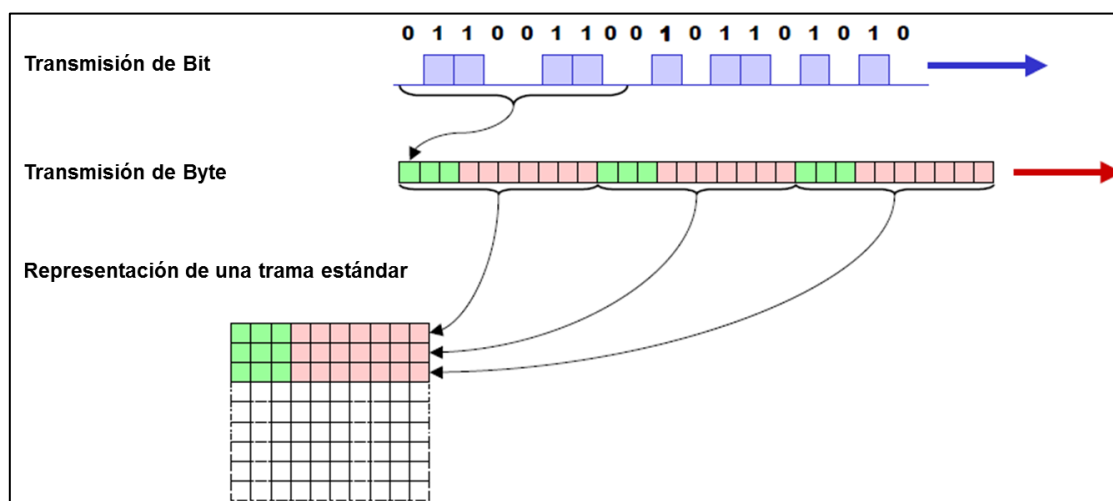 0 1 1 0 0 1 1 0 0 1 0 1 1 0 1 0 1 0
Transmisión de Bit
Transmisión de Byte
Representación de una trama estándar